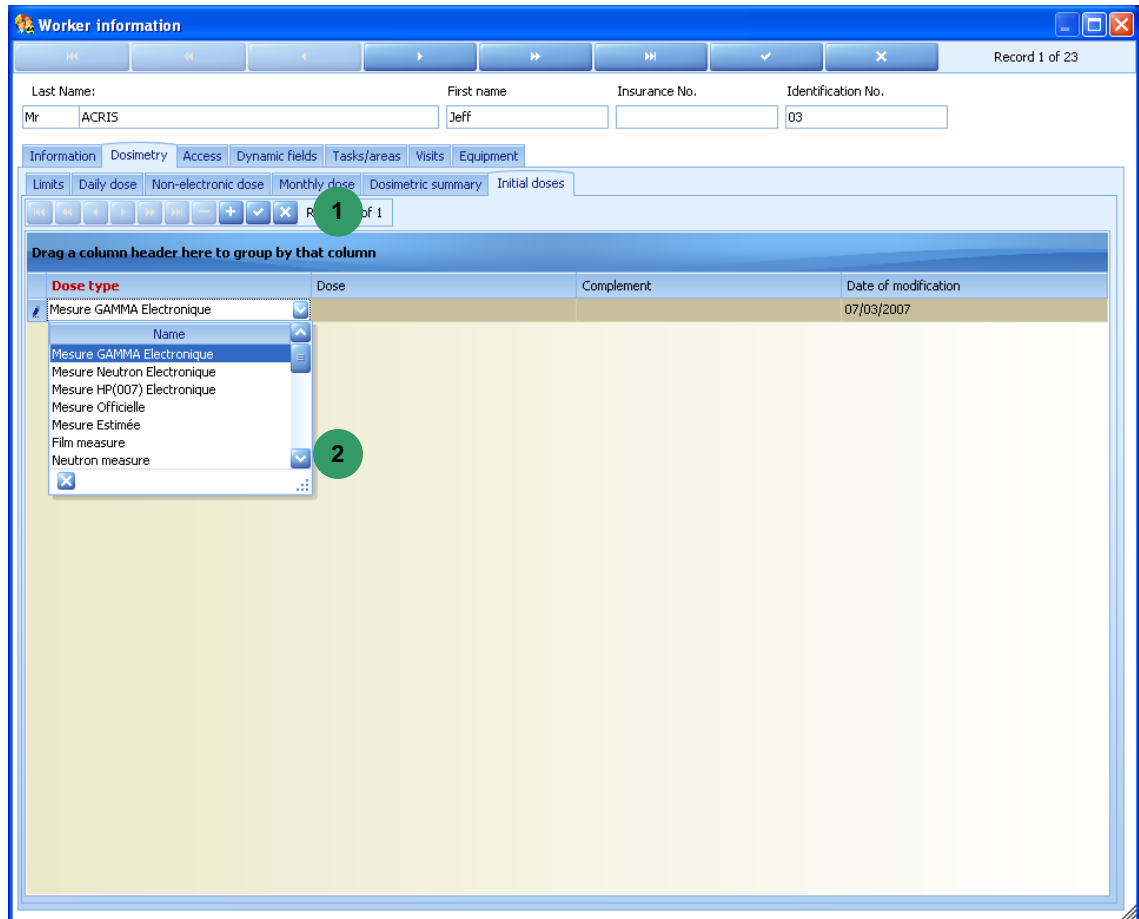 Worker information
Record 1 of 23
Last Name: First name Insurance No. Identification No.
Mr ACRIS Jeff 03
Information Dosimetry Access Dynamic fields Tasks/areas Visits Equipment
Limits Daily dose Non-electronic dose Monthly dose Dosimetric summary Initial doses
1 of 1
Drag a column header here to group by that column
Dose type Dose Complement Date of modification
Mesure GAMMA Electronique 07/03/2007
Name
Mesure GAMMA Electronique
Mesure Neutron Electronique
Mesure HP(007) Electronique
Mesure Officielle
Mesure Estimée
Film measure
Neutron measure
2